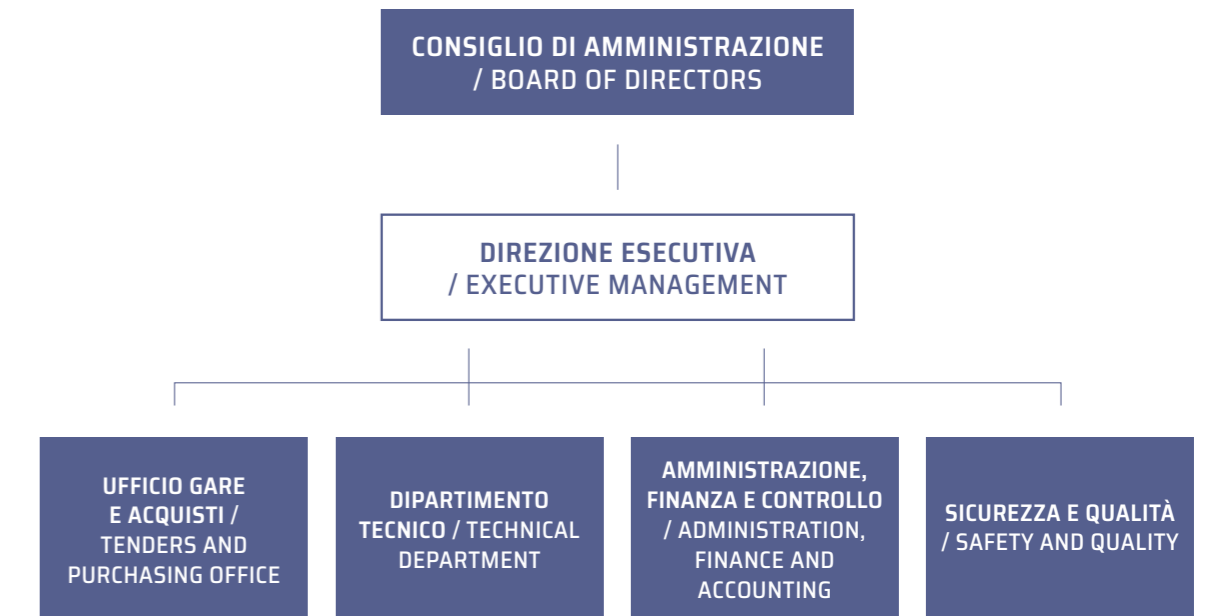 CONSIGLIO DI AMMINISTRAZIONE
/ BOARD OF DIRECTORS
DIREZIONE ESECUTIVA
/ EXECUTIVE MANAGEMENT
UFFICIO GARE
E ACQUISTI /
TENDERS AND
PURCHASING OFFICE
DIPARTIMENTO
TECNICO / TECHNICAL
DEPARTMENT
AMMINISTRAZIONE,
FINANZA E CONTROLLO
/ ADMINISTRATION,
FINANCE AND
ACCOUNTING
SICUREZZA E QUALITÀ
/ SAFETY AND QUALITY